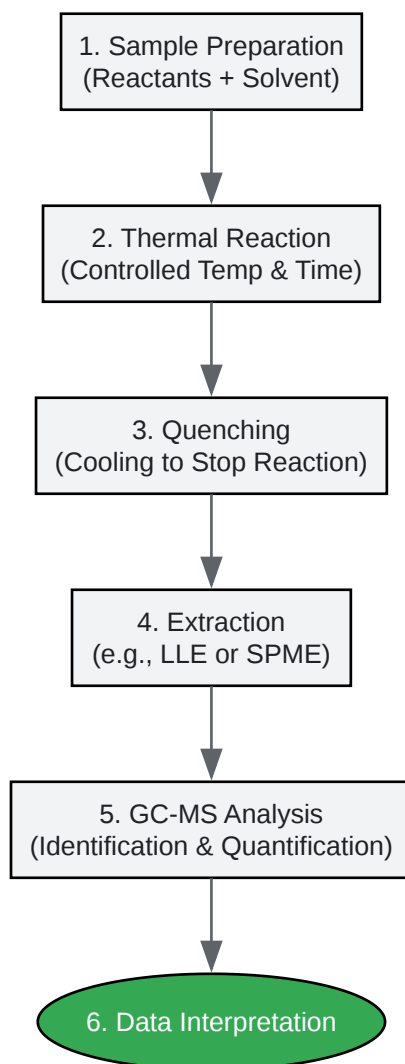 1. Sample Preparation
(Reactants + Solvent)
2. Thermal Reaction
(Controlled Temp & Time)
3. Quenching
(Cooling to Stop Reaction)
4. Extraction
(e.g., LLE or SPME)
5. GC-MS Analysis
(Identification & Quantification)
6. Data Interpretation